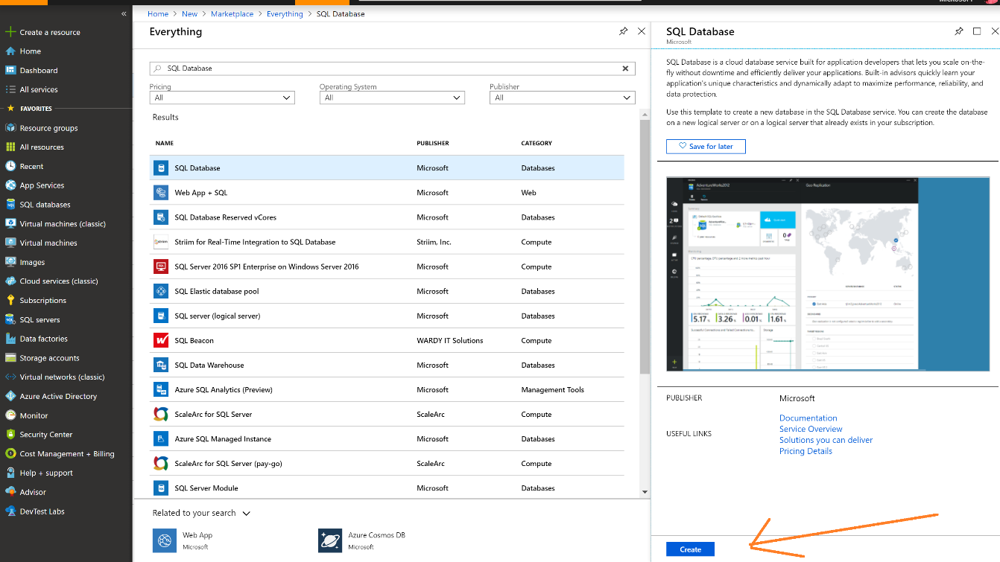 Home > New > Marketplace > Everything > SQL Database
«
Create a resource
Home
Dashboard
All services
FAVORITES
Resource groups
All resources
Recent
App Services
SQL databases
Virtual machines (classic)
Virtual machines
Images
Cloud services (classic)
Subscriptions
SQL servers
Data factories
Storage accounts
Virtual networks (classic)
Azure Active Directory
Monitor
Security Center
Cost Management + Billing
Help + support
Advisor
DevTest Labs
Everything
SQL Database
Pricing Operating System Publisher
All All All
Results
NAME PUBLISHER CATEGORY
SQL Database Microsoft Databases
Web App + SQL Microsoft Web
SQL Database Reserved vCores Microsoft Databases
Striim for Real-Time Integration to SQL Database Striim, Inc. Compute
SQL Server 2016 SP1 Enterprise on Windows Server 2016 Microsoft Compute
SQL Elastic database pool Microsoft Databases
SQL server (logical server) Microsoft Databases
SQL Beacon WARDY IT Solutions Compute
SQL Data Warehouse Microsoft Databases
Azure SQL Analytics (Preview) Microsoft Management Tools
ScaleArc for SQL Server ScaleArc Compute
Azure SQL Managed Instance Microsoft Databases
ScaleArc for SQL Server (pay-go) ScaleArc Compute
SQL Server Module Microsoft Databases
Related to your search
Web App
Microsoft
Azure Cosmos DB
Microsoft
SQL Database
Microsoft
SQL Database is a cloud database service built for application developers that lets you scale on-the-
fly without downtime and efficiently deliver your applications. Built-in advisors quickly learn your
application's unique characteristics and dynamically adapt to maximize performance, reliability, and
data protection.
Use this template to create a new database in the SQL Database service. You can create the database
on a new logical server or on a logical server that already exists in your subscription.
Save for later
AdventureWorks2012
Geo-Replication
5.17 % 3.26 % 0.01 % 1.61 %
PUBLISHER Microsoft
USEFUL LINKS
Documentation
Service Overview
Solutions you can deliver
Pricing Details
Create